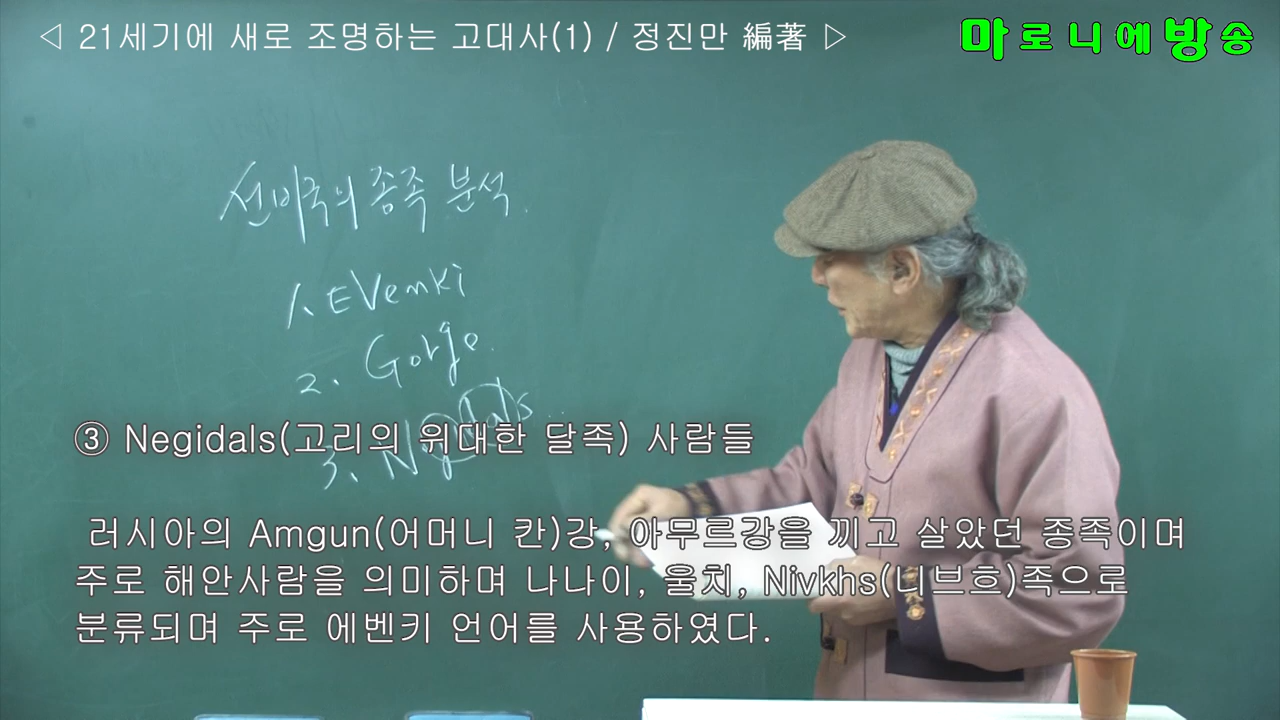 ◁ 21세기에 새로 조명하는 고대사(1) / 정진만 編著 ▷
마로니에방송
선비국의 종족 분석.
1. Evenki
2. Gorje.
③ Negidals(고리의 위대한 달족) 사람들
3.
러시아의 Amgun(어머니 칸)강, 아무르강을 끼고 살았던 종족이며
주로 해안사람을 의미하며 나나이, 울치, Nivkhs(니브흐)족으로
분류되며 주로 에벤키 언어를 사용하였다.